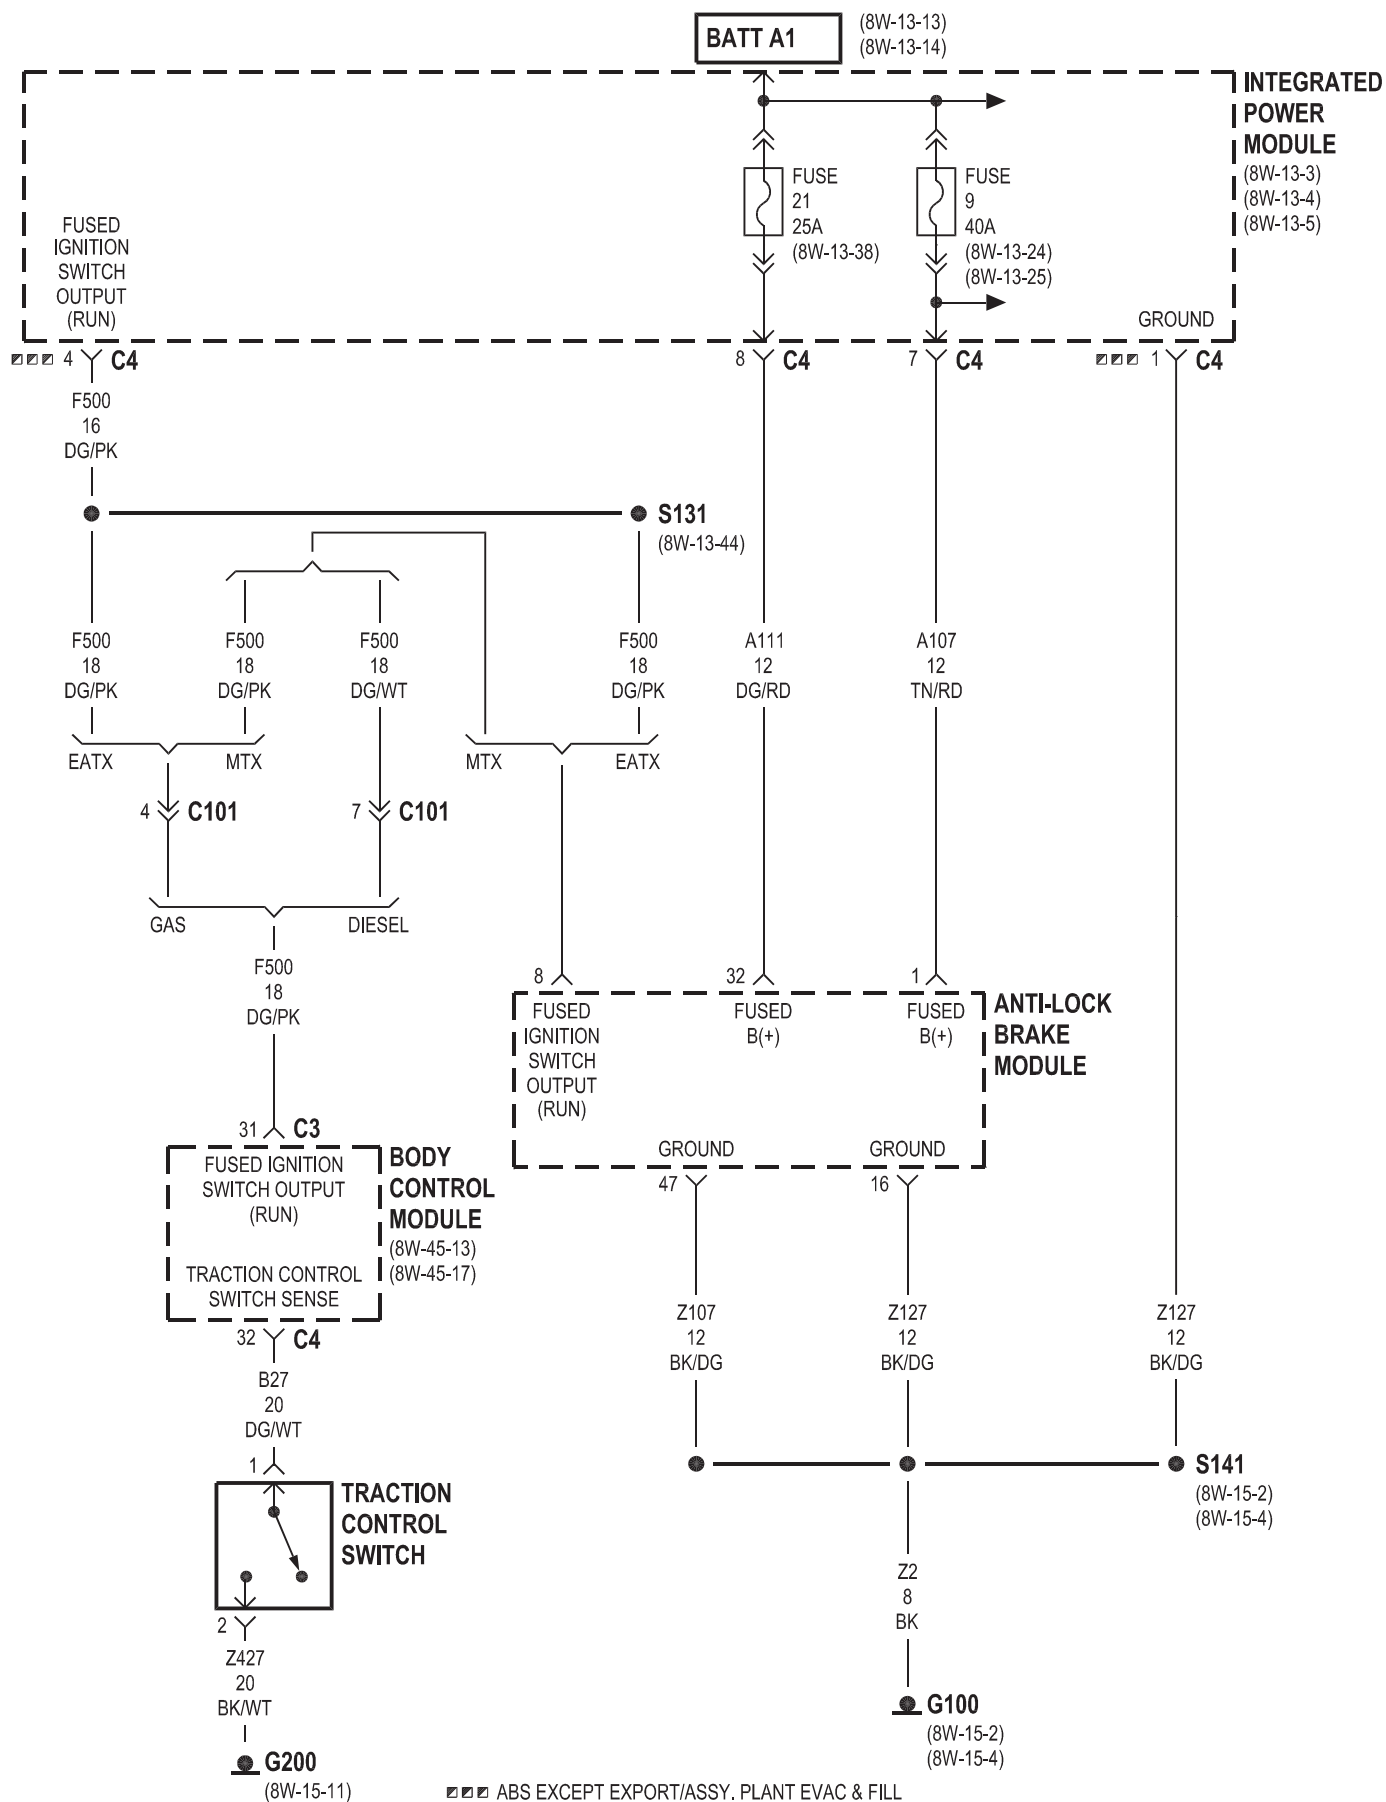 BATT A1
(8W-13-13)
(8W-13-14)
INTEGRATED
POWER
MODULE
(8W-13-3)
(8W-13-4)
(8W-13-5)
FUSE
21
25A
(8W-13-38)
FUSE
9
40A
(8W-13-24)
(8W-13-25)
FUSED
IGNITION
SWITCH
OUTPUT
(RUN)
GROUND
4 C4
8 C4
7 C4
1 C4
F500
16
DG/PK
S131
(8W-13-44)
F500
18
DG/PK
F500
18
DG/PK
F500
18
DG/WT
F500
18
DG/PK
A111
12
DG/RD
A107
12
TN/RD
EATX
MTX
MTX
EATX
4 C101
7 C101
GAS
DIESEL
F500
18
DG/PK
8
32
1
FUSED
IGNITION
SWITCH
OUTPUT
(RUN)
FUSED
B(+)
FUSED
B(+)
ANTI-LOCK
BRAKE
MODULE
GROUND
GROUND
47
16
31 C3
FUSED IGNITION
SWITCH OUTPUT
(RUN)
TRACTION CONTROL
SWITCH SENSE
BODY
CONTROL
MODULE
(8W-45-13)
(8W-45-17)
32 C4
B27
20
DG/WT
Z107
12
BK/DG
Z127
12
BK/DG
Z127
12
BK/DG
1
TRACTION
CONTROL
SWITCH
S141
(8W-15-2)
(8W-15-4)
2
Z427
20
BK/WT
Z2
8
BK
G100
(8W-15-2)
(8W-15-4)
G200
(8W-15-11)
ABS EXCEPT EXPORT/ASSY. PLANT EVAC & FILL